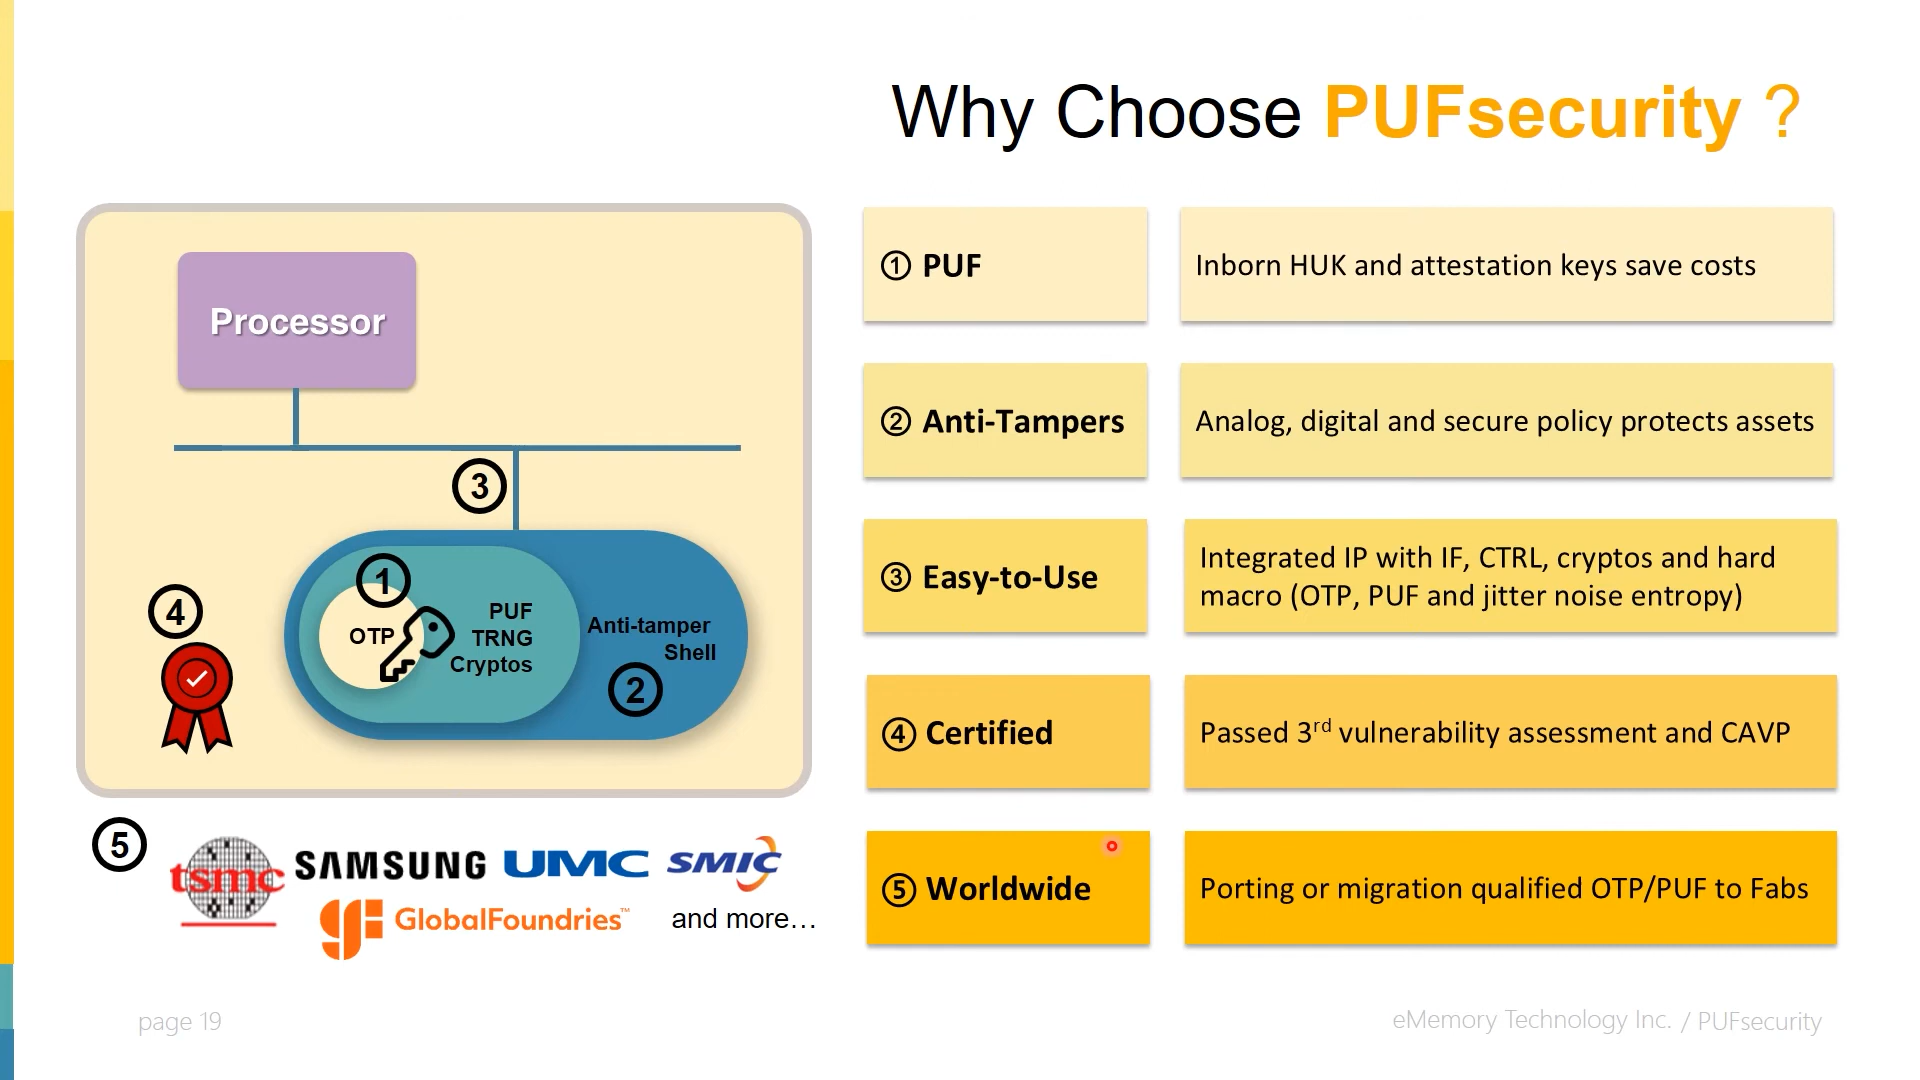 Why Choose PUFsecurity ?
Processor
③
①
OTP
PUF
TRNG
Cryptos
Anti-tamper
Shell
②
④
⑤
tsmc
SAMSUNG
UMC
SMIC
GlobalFoundries™
and more…
① PUF
Inborn HUK and attestation keys save costs
② Anti-Tampers
Analog, digital and secure policy protects assets
③ Easy-to-Use
Integrated IP with IF, CTRL, cryptos and hard
macro (OTP, PUF and jitter noise entropy)
④ Certified
Passed 3rd vulnerability assessment and CAVP
⑤ Worldwide
Porting or migration qualified OTP/PUF to Fabs
page 19
eMemory Technology Inc. / PUFsecurity